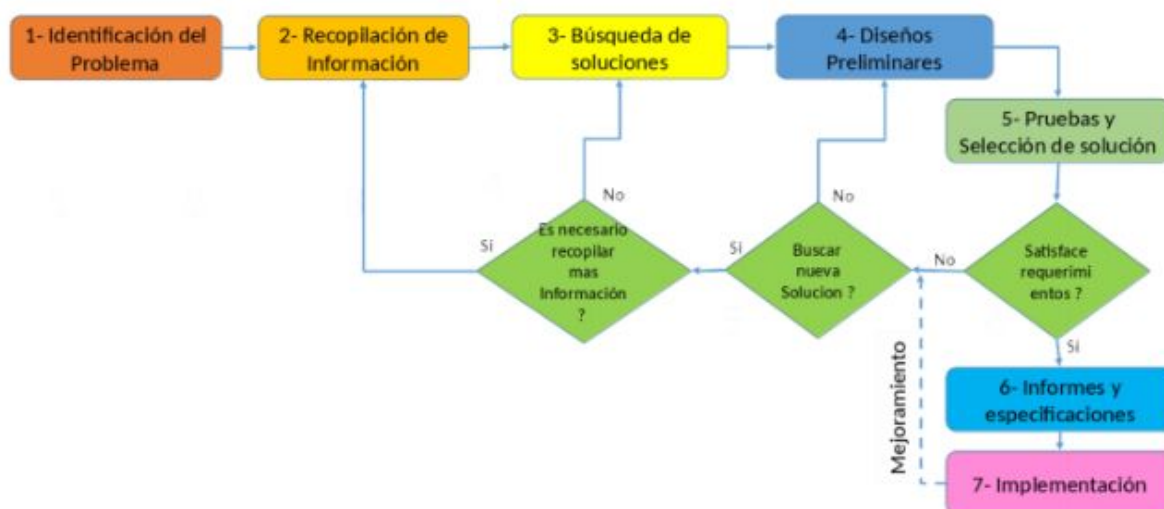 1- Identificación del
Problema
2- Recopilación de
Información
3- Búsqueda de
soluciones
4- Diseños
Preliminares
5- Pruebas y
Selección de solución
No
No
Es necesario
recopilar
mas
Información
?
Sí
Buscar
nueva
Solucion ?
Sí
No
Satisface
requerimi
entos ?
Sí
Mejoramiento
6- Informes y
especificaciones
7- Implementación